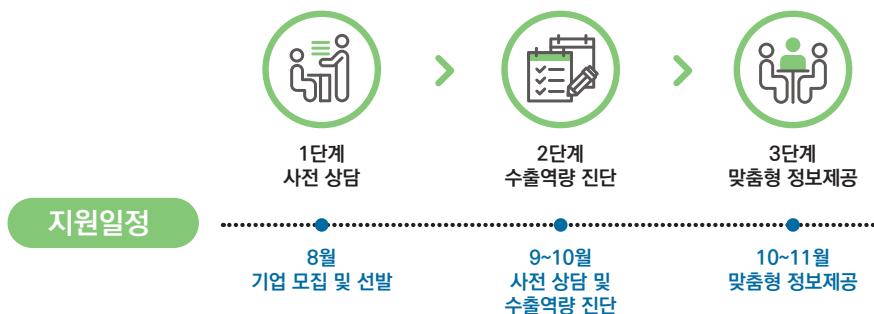 1단계
사전 상담
2단계
수출역량 진단
3단계
맞춤형 정보제공
지원일정
8월
기업 모집 및 선발
9~10월
사전 상담 및
수출역량 진단
10~11월
맞춤형 정보제공